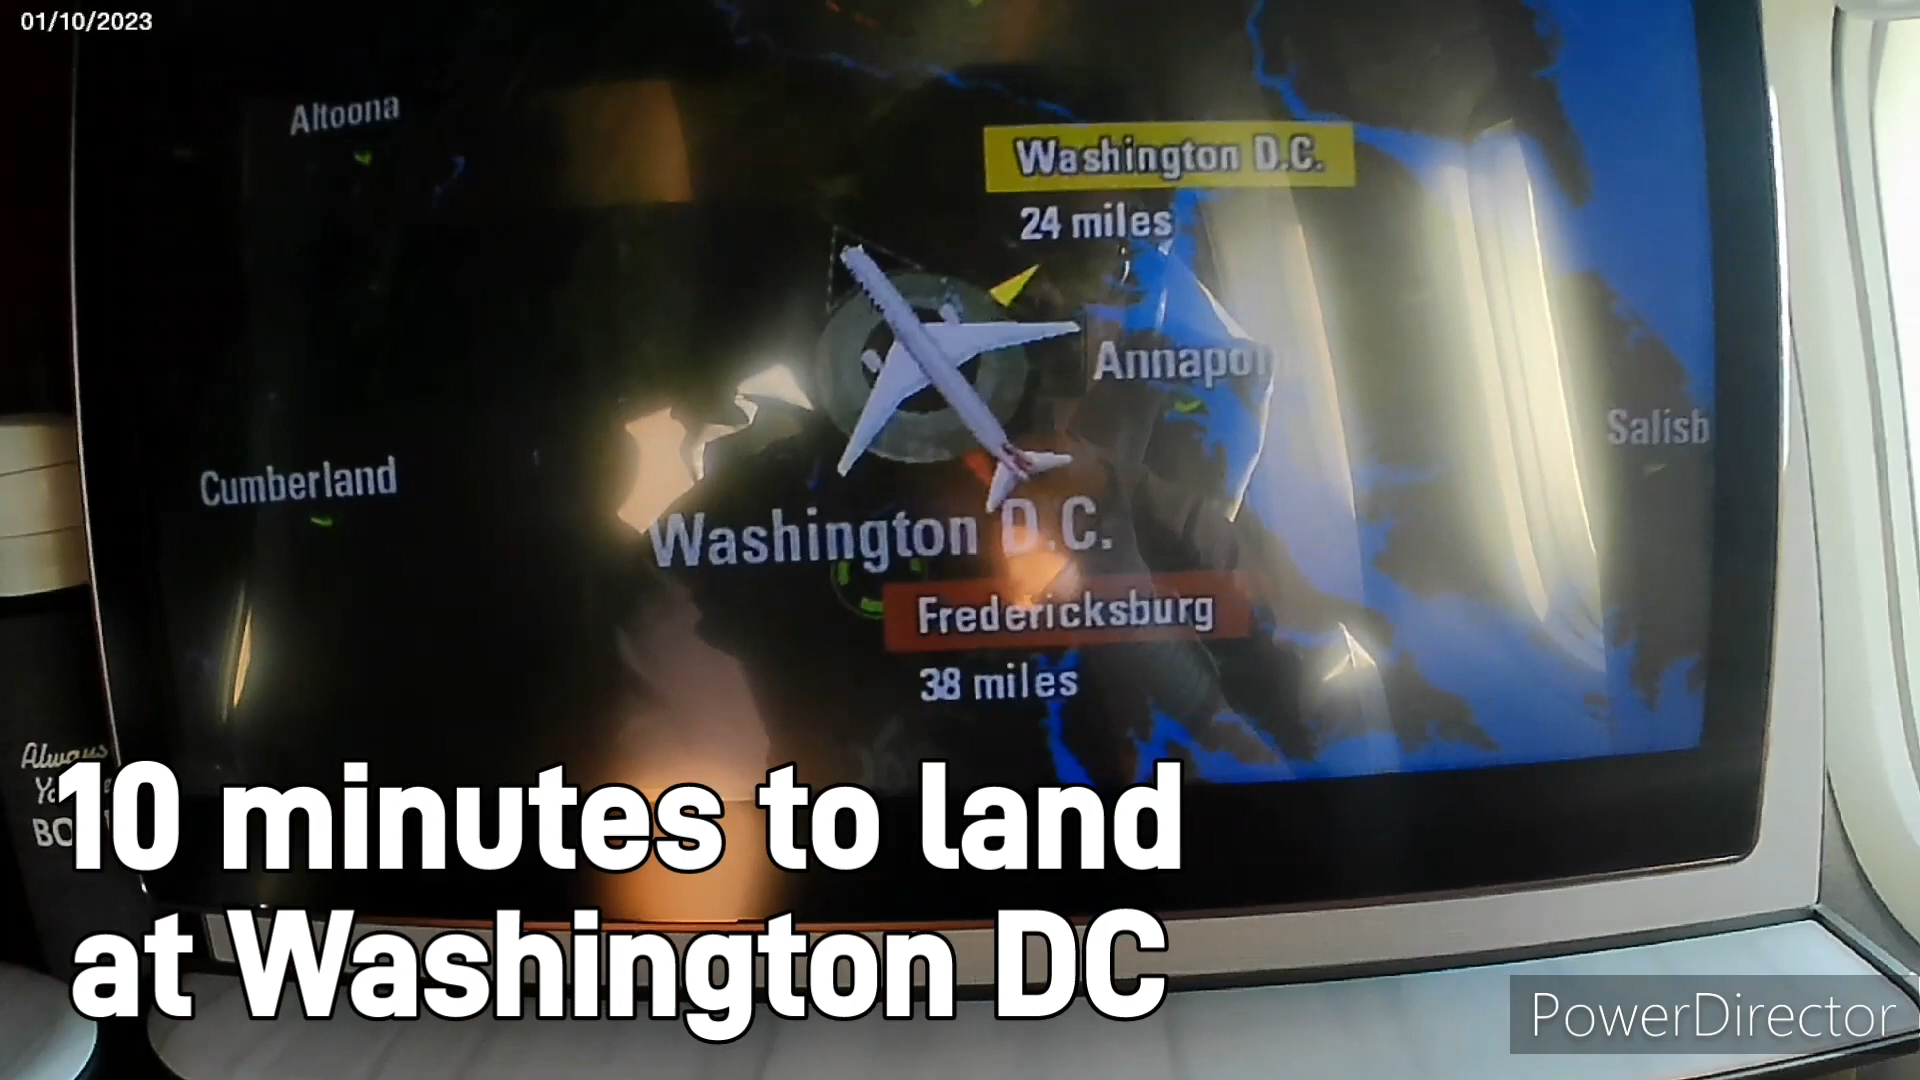 01/10/2023
Altoona
Washington D.C.
24 miles
Salisb
Cumberland
Washington D.C.
Fredericksburg
38 miles
Always
10 minutes to land
at Washington DC
PowerDirector